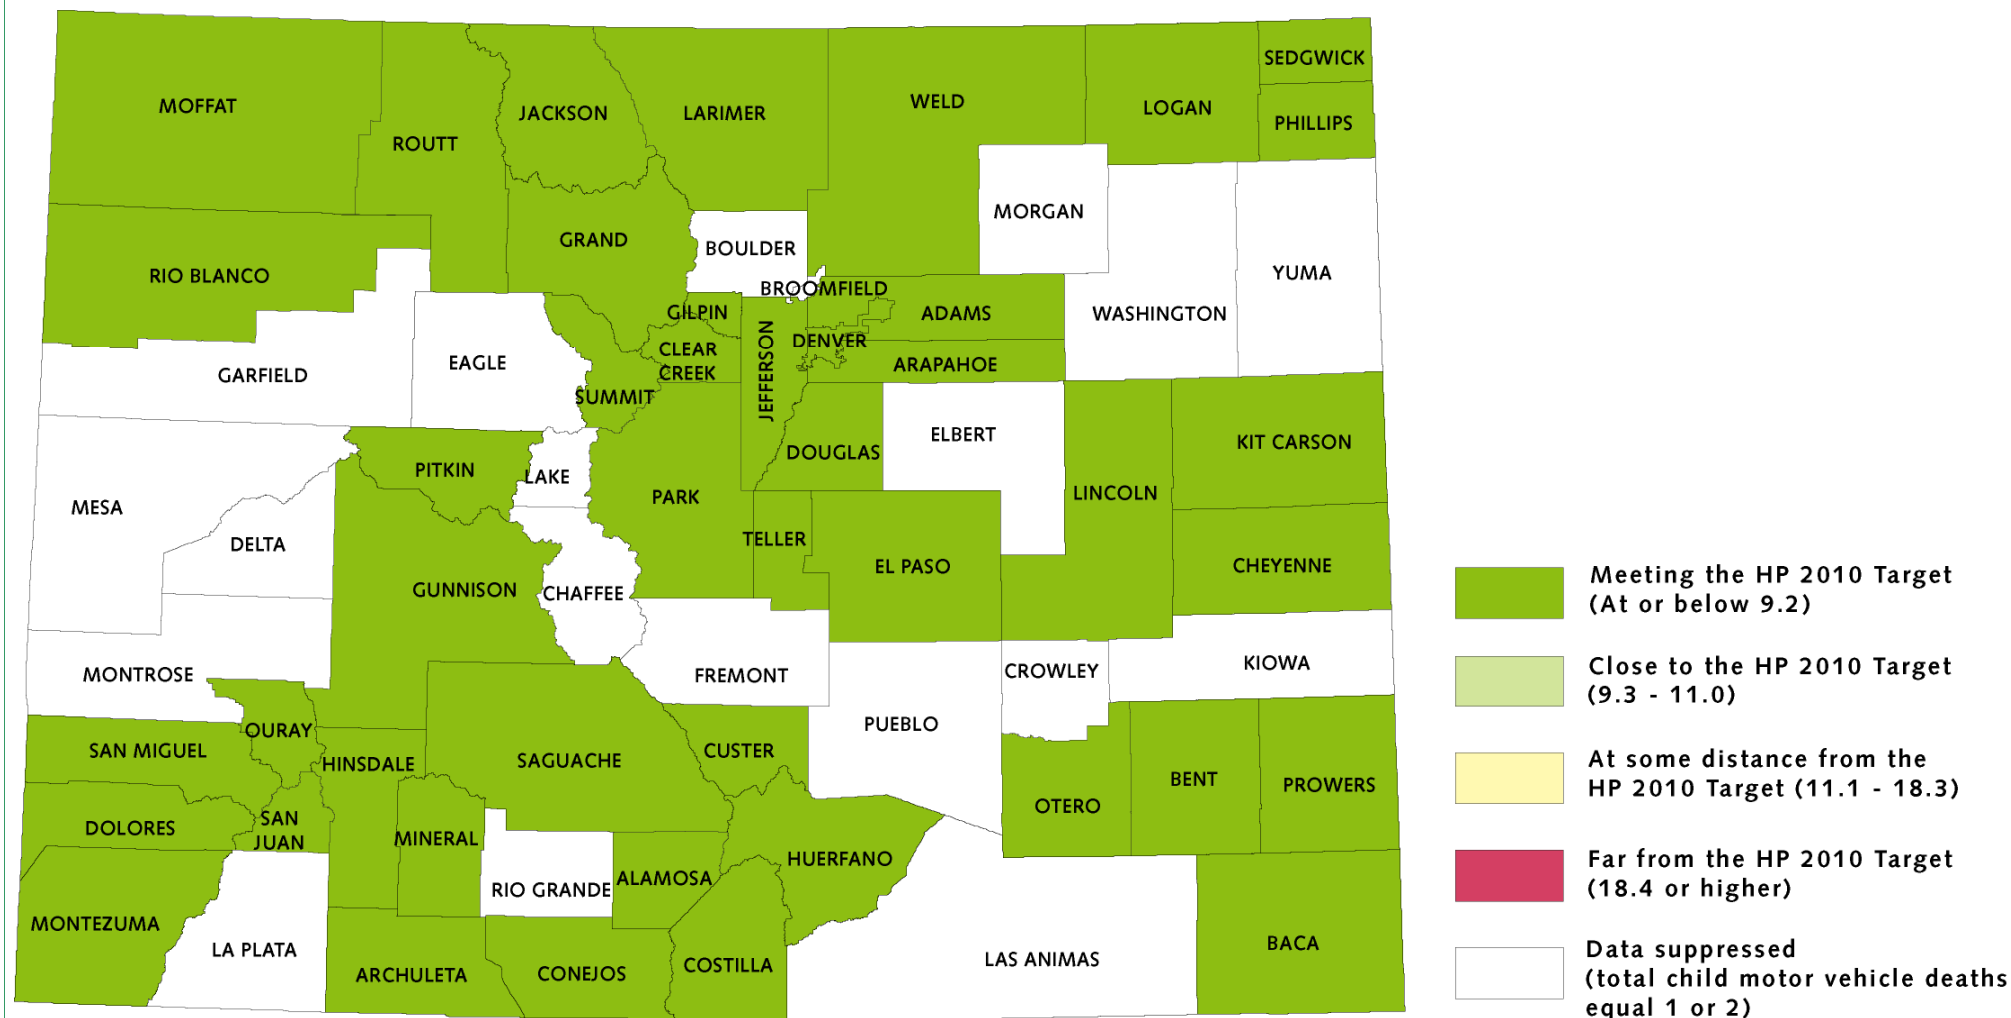 SEDGWICK
MOFFAT
JACKSON
LARIMER
WELD
LOGAN
PHILLIPS
ROUTT
MORGAN
GRAND
BOULDER
RIO BLANCO
YUMA
BROOMFIELD
GILPIN
ADAMS
WASHINGTON
DENVER
CLEAR
CREEK
EAGLE
ARAPAHOE
GARFIELD
JEFFERSON
SUMMIT
ELBERT
KIT CARSON
DOUGLAS
PITKIN
LAKE
PARK
LINCOLN
MESA
TELLER
DELTA
EL PASO
CHEYENNE
GUNNISON
CHAFFEE
MONTROSE
FREMONT
CROWLEY
KIOWA
OURAY
PUEBLO
SAN MIGUEL
HINSDALE
SAGUACHE
CUSTER
BENT
PROWERS
OTERO
DOLORES
SAN
JUAN
MINERAL
HUERFANO
RIO GRANDE
ALAMOSA
MONTEZUMA
LA PLATA
ARCHULETA
CONEJOS
COSTILLA
LAS ANIMAS
BACA
Meeting the HP 2010 Target
(At or below 9.2)
Close to the HP 2010 Target
(9.3 - 11.0)
At some distance from the
HP 2010 Target (11.1 - 18.3)
Far from the HP 2010 Target
(18.4 or higher)
Data suppressed
(total child motor vehicle deaths
equal 1 or 2)